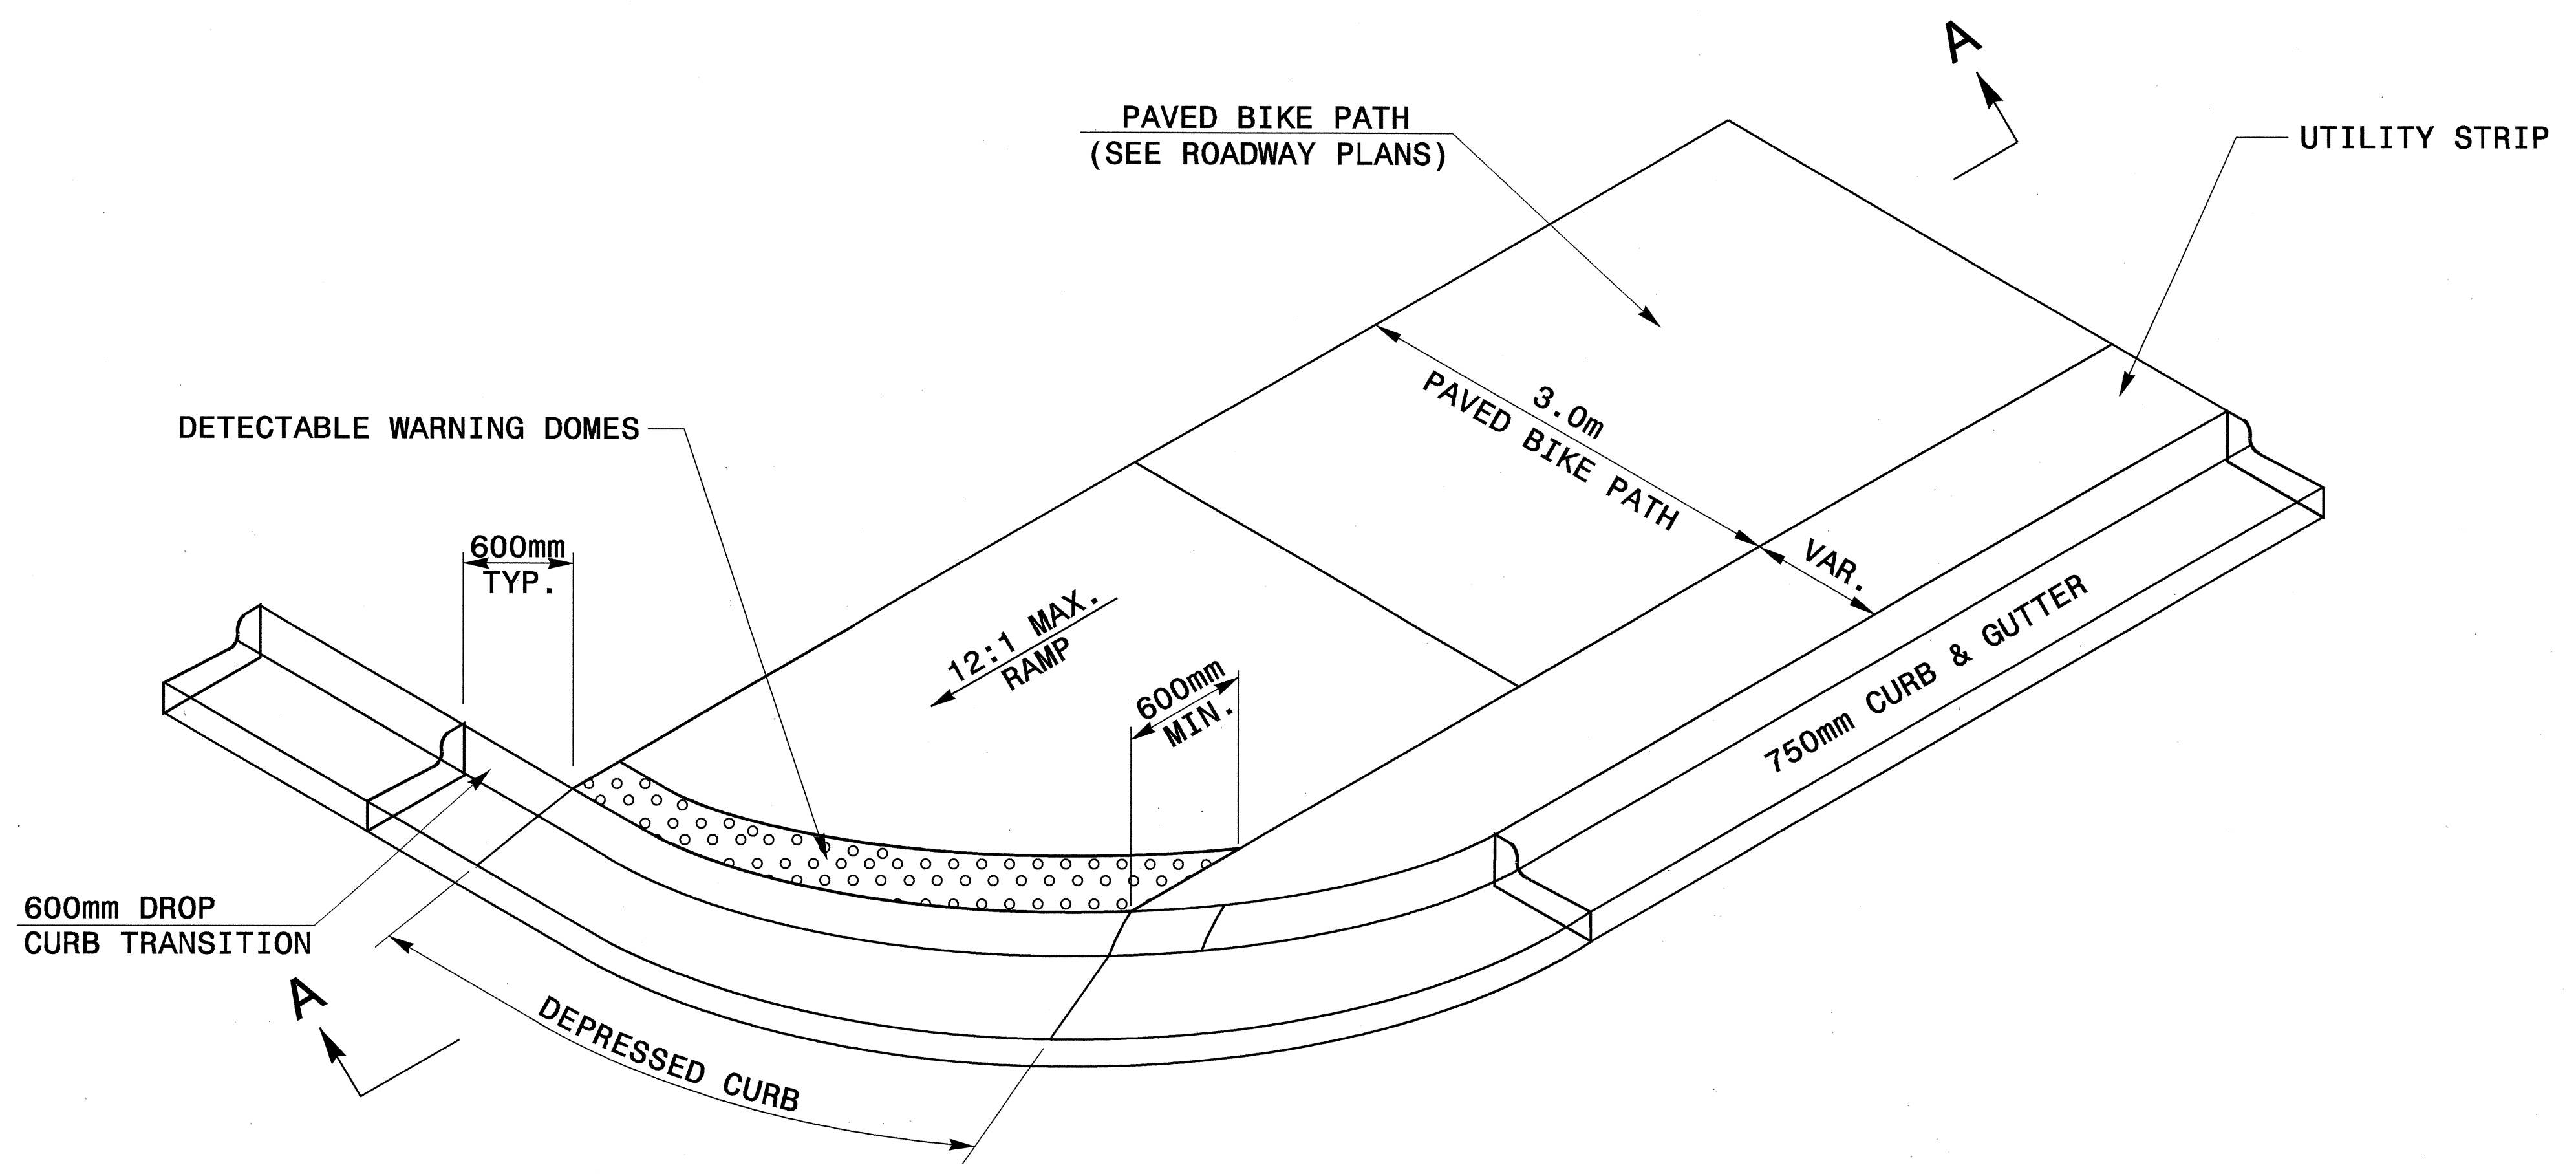 A
PAVED BIKE PATH
(SEE ROADWAY PLANS)
UTILITY STRIP
3.0m
PAVED BIKE PATH
VAR.
DETECTABLE WARNING DOMES
600mm
TYP.
12:1 MAX.
RAMP
600mm
MIN.
750mm CURB & GUTTER
600mm DROP
CURB TRANSITION
A
DEPRESSED CURB